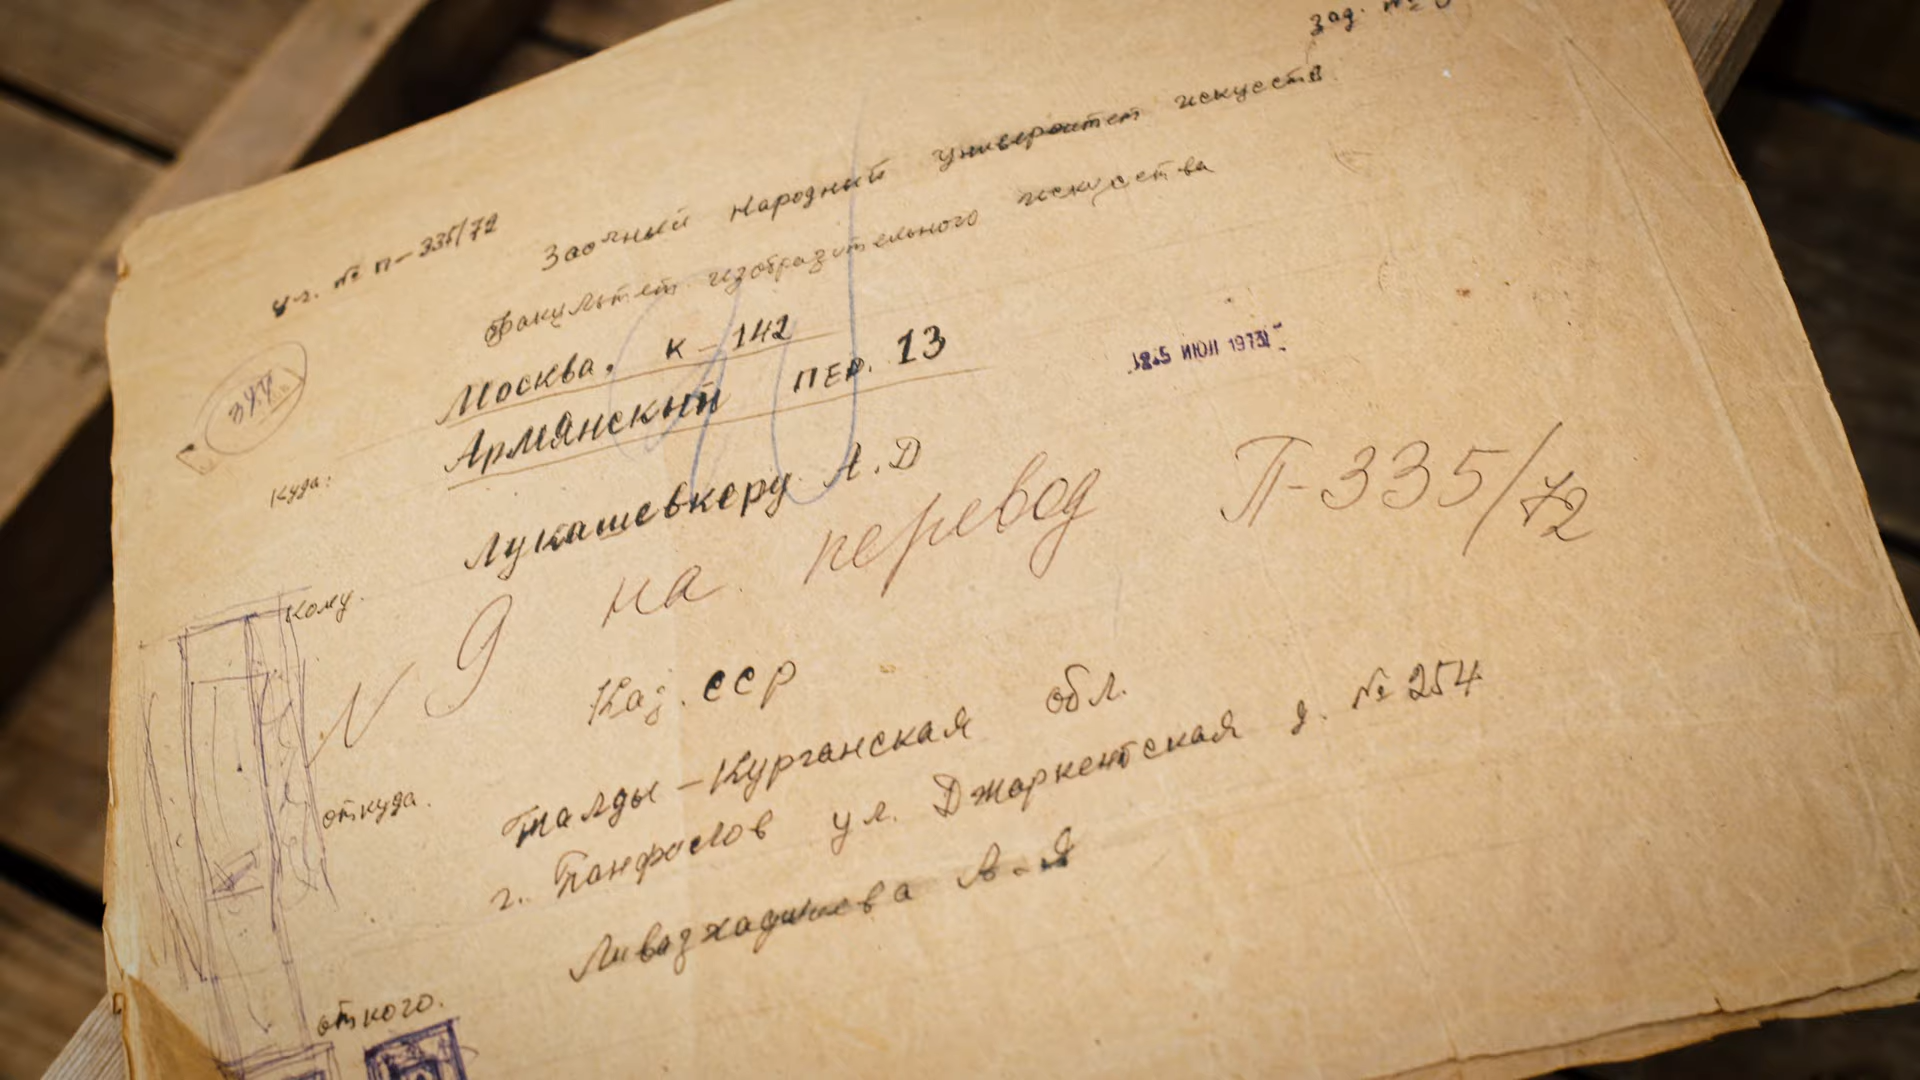 зад. №
уч. № П-335/72
Заочный Народный университет искусств
Факультет изобразительного искусства
Москва, К-142
Куда: Армянский пер. 13
15 ИЮЛ 1973
Кому. Лукашевкеру А.Д
N 9 на перевод П-335/72
Каз. ССР
откуда. Талды-Курганская обл.
г. Панфилов ул. Джаркентская д. № 254
от кого. А.Я